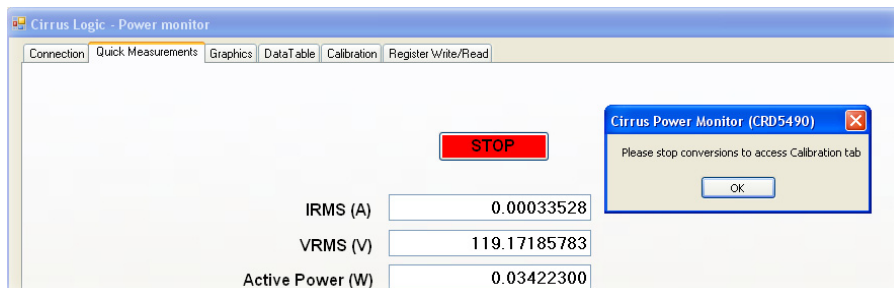 Cirrus Logic - Power monitor
Connection Quick Measurements Graphics DataTable Calibration Register Write/Read
Cirrus Power Monitor (CRD5490)
STOP
Please stop conversions to access Calibration tab
OK
IRMS (A) 0.00033528
VRMS (V) 119.17185783
Active Power (W) 0.03422300